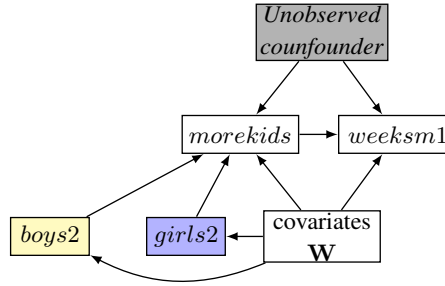 Unobserved
counfounder
morekids
weeksm1
boys2
girls2
covariates
W